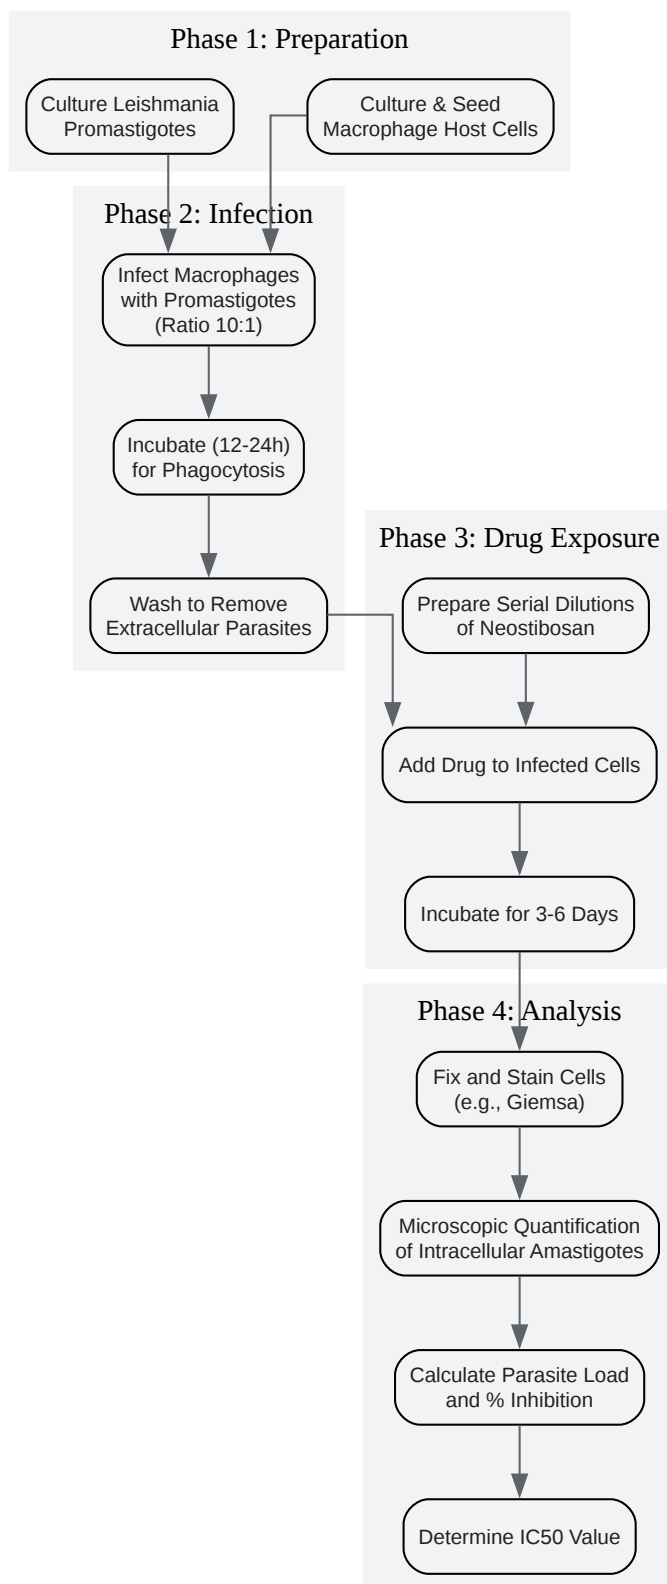 Phase 1: Preparation
Culture Leishmania
Promastigotes
Culture & Seed
Macrophage Host Cells
Phase 2: Infection
Infect Macrophages
with Promastigotes
(Ratio 10:1)
Incubate (12-24h)
for Phagocytosis
Wash to Remove
Extracellular Parasites
Phase 3: Drug Exposure
Prepare Serial Dilutions
of Neostibosan
Add Drug to Infected Cells
Incubate for 3-6 Days
Phase 4: Analysis
Fix and Stain Cells
(e.g., Giemsa)
Microscopic Quantification
of Intracellular Amastigotes
Calculate Parasite Load
and % Inhibition
Determine IC50 Value